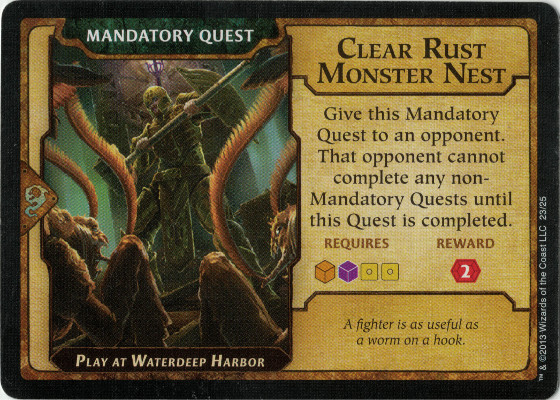 MANDATORY QUEST
CLEAR RUST
MONSTER NEST
Give this Mandatory
Quest to an opponent.
That opponent cannot
complete any non-
Mandatory Quests until
this Quest is completed.
REQUIRES
REWARD
2
A fighter is as useful as
a worm on a hook.
PLAY AT WATERDEEP HARBOR
™ & ©2013 Wizards of the Coast LLC 23/25